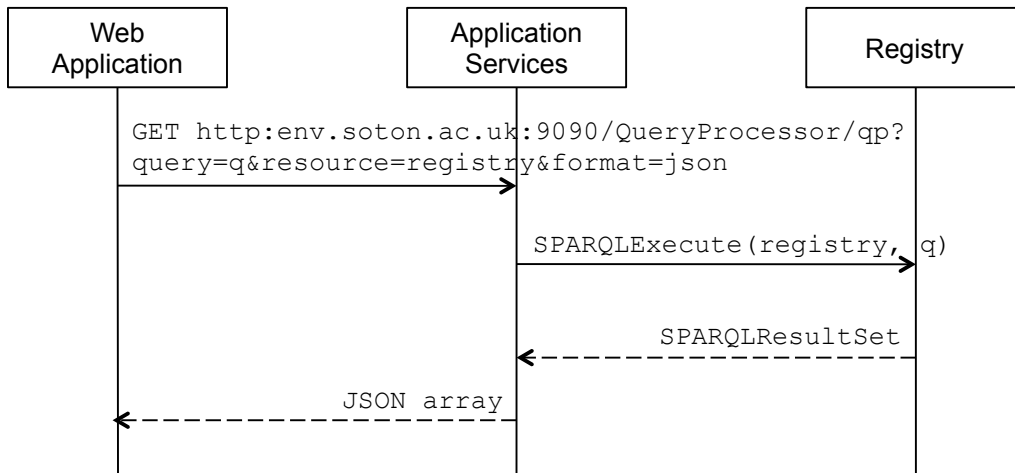 Web
Application
Application
Services
Registry
GET http:env.soton.ac.uk:9090/QueryProcessor/qp?
query=q&resource=registry&format=json
SPARQLExecute(registry, q)
SPARQLResultSet
JSON array